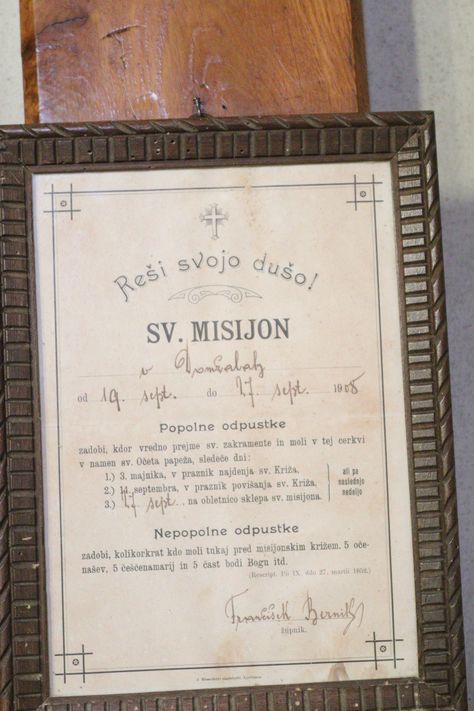 Reši svojo dušo!
SV. MISIJON
v Domžalah
od 19. sept. do 27. sept. 1908
Popolne odpustke
zadobi, kdor vredno prejme sv. zakramente in moli v tej cerkvi
v namen sv. Očeta papeža, sledeče dni:
1.) 3. majnika, v praznik najdenja sv. Križa,
2.) 14. septembra, v praznik povišanja sv. Križa,
3.) 27 sept. na obletnico sklepa sv. misijona.
ali pa
naslednjo
nedeljo
Nepopolne odpustke
zadobi, kolikorkrat kdo moli tukaj pred misijonskim križem. 5 oče-
našev, 5 češčenamarij in 5 čast bodi Bogu itd.
(Rescript. Pii IX. ddo 27. martii 1852.)
Frančišek Bernik
župnik.